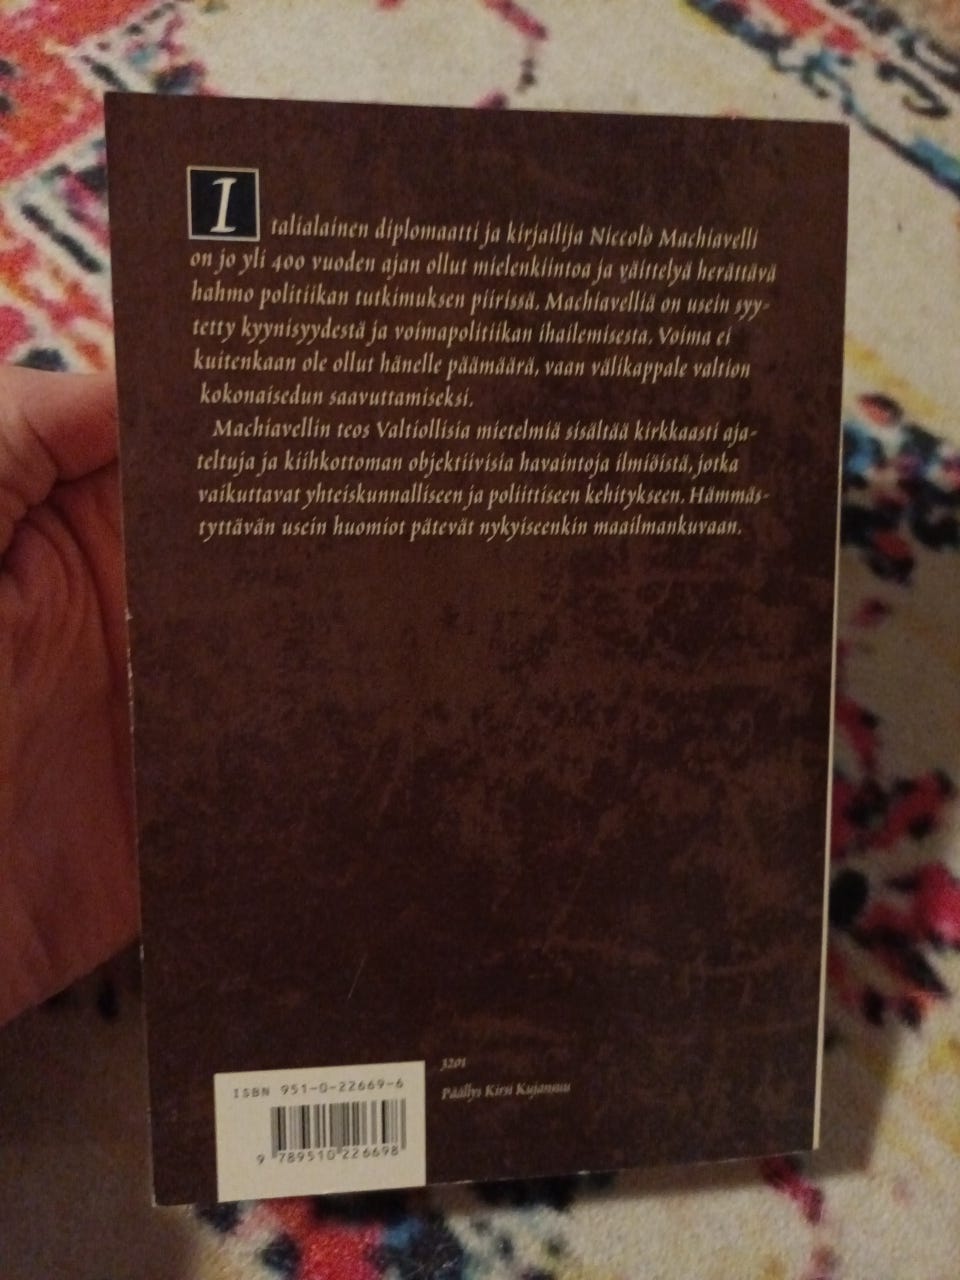 Italialainen diplomaatti ja kirjailija Niccolò Machiavelli
on jo yli 400 vuoden ajan ollut mielenkiintoa ja väittelyä herättävä
hahmo politiikan tutkimuksen piirissä. Machiavelliä on usein syy-
tetty kyynisyydestä ja voimapolitiikan ihailemisesta. Voima ei
kuitenkaan ole ollut hänelle päämäärä, vaan välikappale valtion
kokonaisedun saavuttamiseksi.
Machiavellin teos Valtiollisia mietelmiä sisältää kirkkaasti aja-
teltuja ja kiihkottoman objektiivisia havaintoja ilmiöistä, jotka
vaikuttavat yhteiskunnalliseen ja poliittiseen kehitykseen. Hämmäs-
tyttävän usein huomiot pätevät nykyiseenkin maailmankuvaan.
3201
Päällys Kirsi Kujansuu
ISBN 951-0-22669-6
9 789510 226698